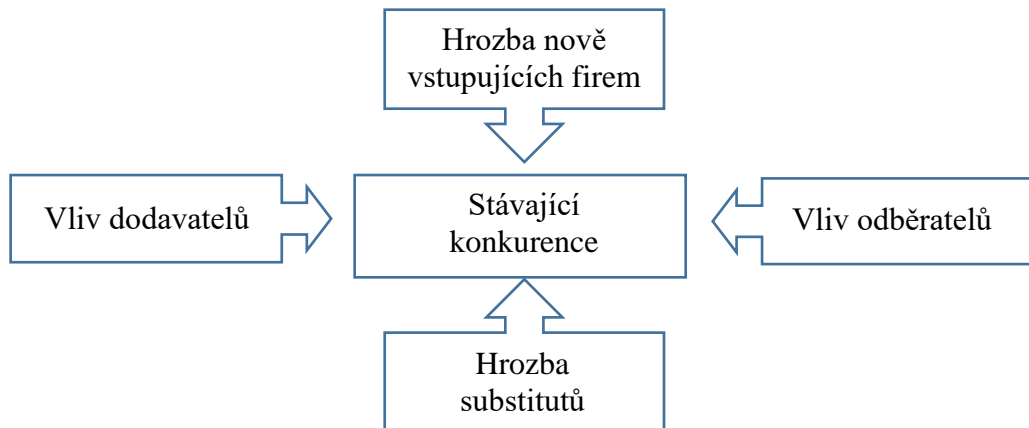 Hrozba nově
vstupujících firem
Vliv dodavatelů
Stávající
konkurence
Vliv odběratelů
Hrozba
substitutů